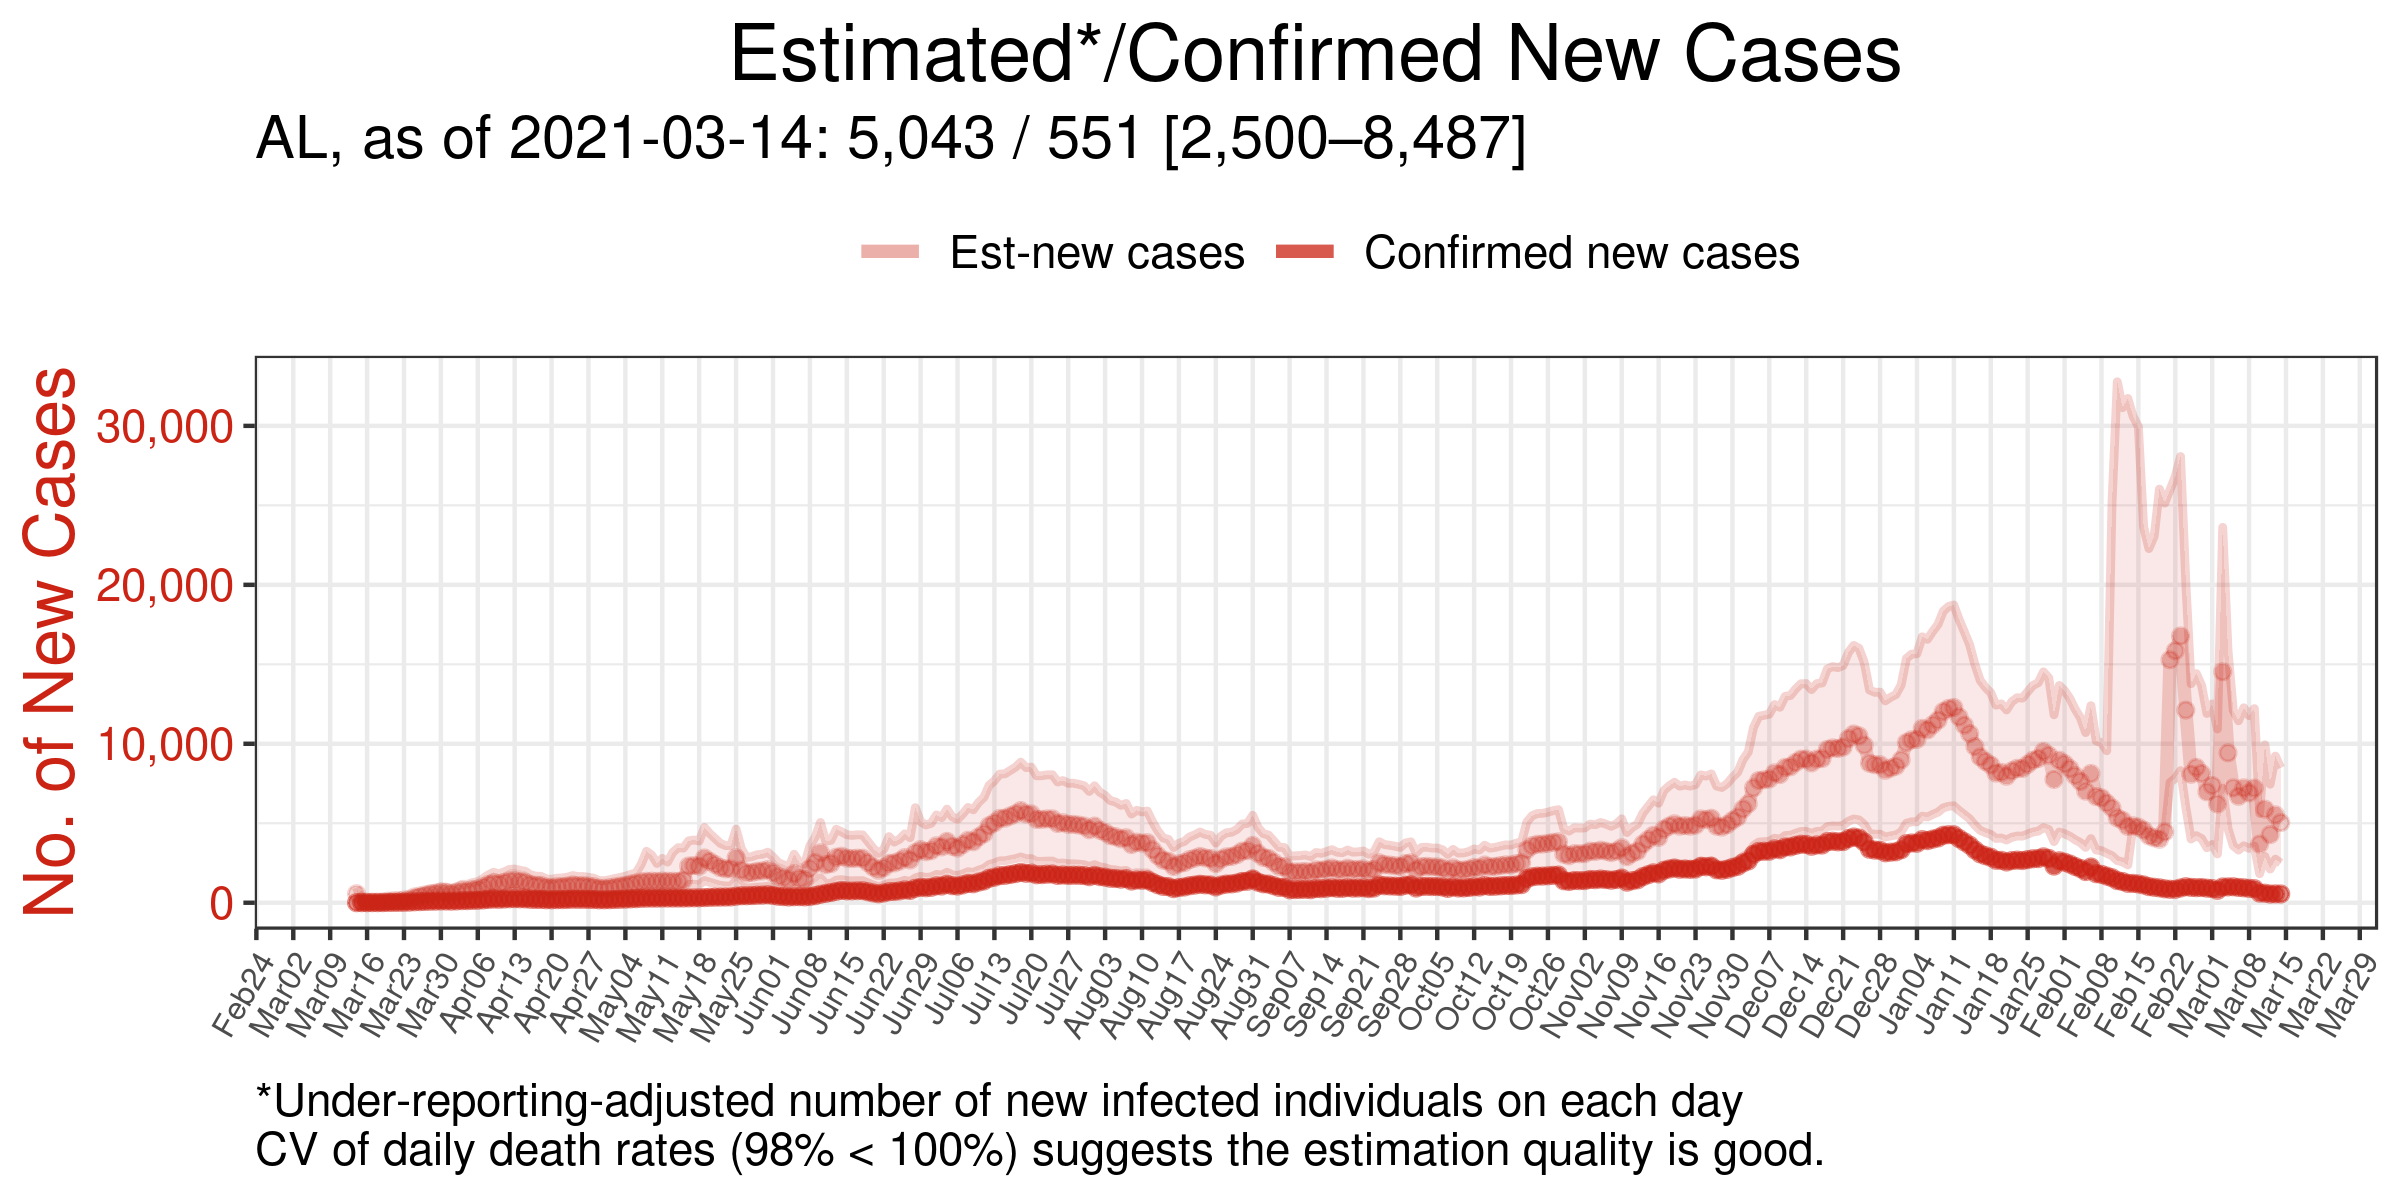 Estimated*/Confirmed New Cases
AL, as of 2021-03-14: 5,043 / 551 [2,500–8,487]
Est-new cases
Confirmed new cases
No. of New Cases
30,000
20,000
10,000
0
Feb24
Mar02
Mar09
Mar16
Mar23
Mar30
Apr06
Apr13
Apr20
Apr27
May04
May11
May18
May25
Jun01
Jun08
Jun15
Jun22
Jun29
Jul06
Jul13
Jul20
Jul27
Aug03
Aug10
Aug17
Aug24
Aug31
Sep07
Sep14
Sep21
Sep28
Oct05
Oct12
Oct19
Oct26
Nov02
Nov09
Nov16
Nov23
Nov30
Dec07
Dec14
Dec21
Dec28
Jan04
Jan11
Jan18
Jan25
Feb01
Feb08
Feb15
Feb22
Mar01
Mar08
Mar15
Mar22
Mar29
*Under-reporting-adjusted number of new infected individuals on each day
CV of daily death rates (98% < 100%) suggests the estimation quality is good.